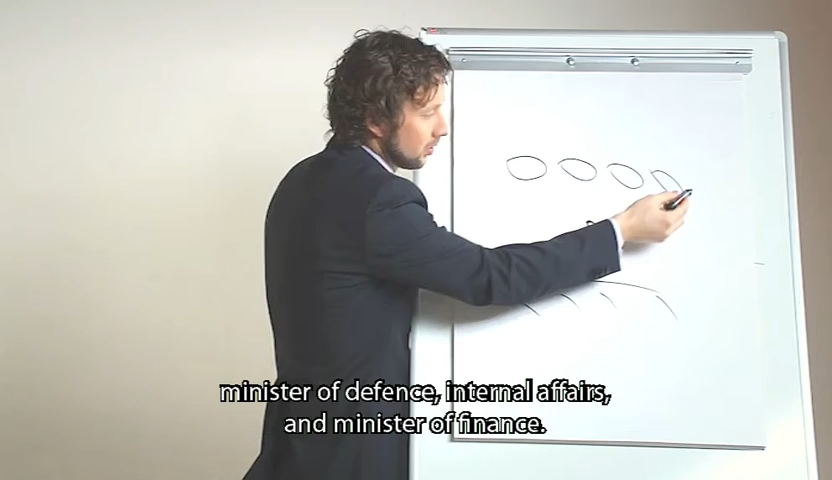 minister of defence, internal affairs,
and minister of finance.